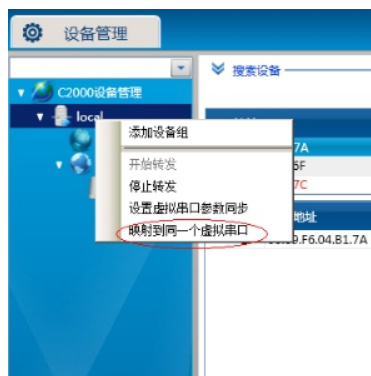 设备管理
搜索设备
C2000设备管理
local
添加设备组
7A
开始转发
5F
停止转发
7C
设置虚拟串口参数同步
地址
映射到同一个虚拟串口
.F6.04.B1.7A